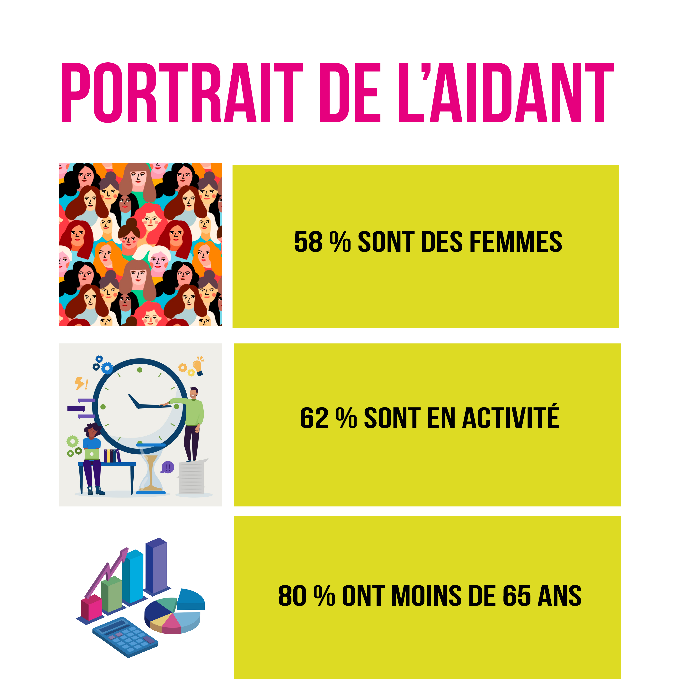 PORTRAIT DE L’AIDANT
58 % SONT DES FEMMES
62 % SONT EN ACTIVITÉ
80 % ONT MOINS DE 65 ANS